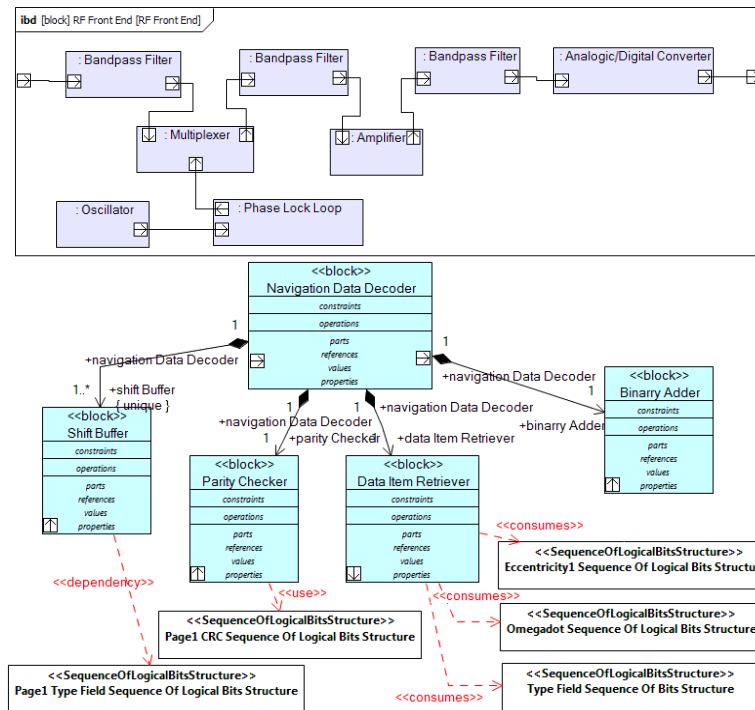 ibd [block] RF Front End [RF Front End]
: Bandpass Filter
: Bandpass Filter
: Bandpass Filter
: Analogic/Digital Converter
: Multiplexer
: Amplifier
: Oscillator
: Phase Lock Loop
<<block>>
Navigation Data Decoder
constraints
operations
parts
references
values
properties
1
+navigation Data Decoder
1..*
+shift Buffer
{ unique }
1
+navigation Data Decoder
1
+parity Checker
1
+navigation Data Decoder
1
+data Item Retriever
1
+navigation Data Decoder
1
+binarry Adder
<<block>>
Shift Buffer
constraints
operations
parts
references
values
properties
<<block>>
Parity Checker
constraints
operations
parts
references
values
properties
<<block>>
Data Item Retriever
constraints
operations
parts
references
values
properties
<<block>>
Binarry Adder
constraints
operations
parts
references
values
properties
<<dependency>>
<<use>>
<<consumes>>
<<consumes>>
<<consumes>>
<<SequenceOfLogicalBitsStructure>>
Eccentricity1 Sequence Of Logical Bits Structu
<<SequenceOfLogicalBitsStructure>>
Page1 CRC Sequence Of Logical Bits Structure
<<SequenceOfLogicalBitsStructure>>
Omegadot Sequence Of Logical Bits Structure
<<SequenceOfLogicalBitsStructure>>
Page1 Type Field Sequence Of Logical Bits Structure
<<SequenceOfLogicalBitsStructure>>
Type Field Sequence Of Bits Structure